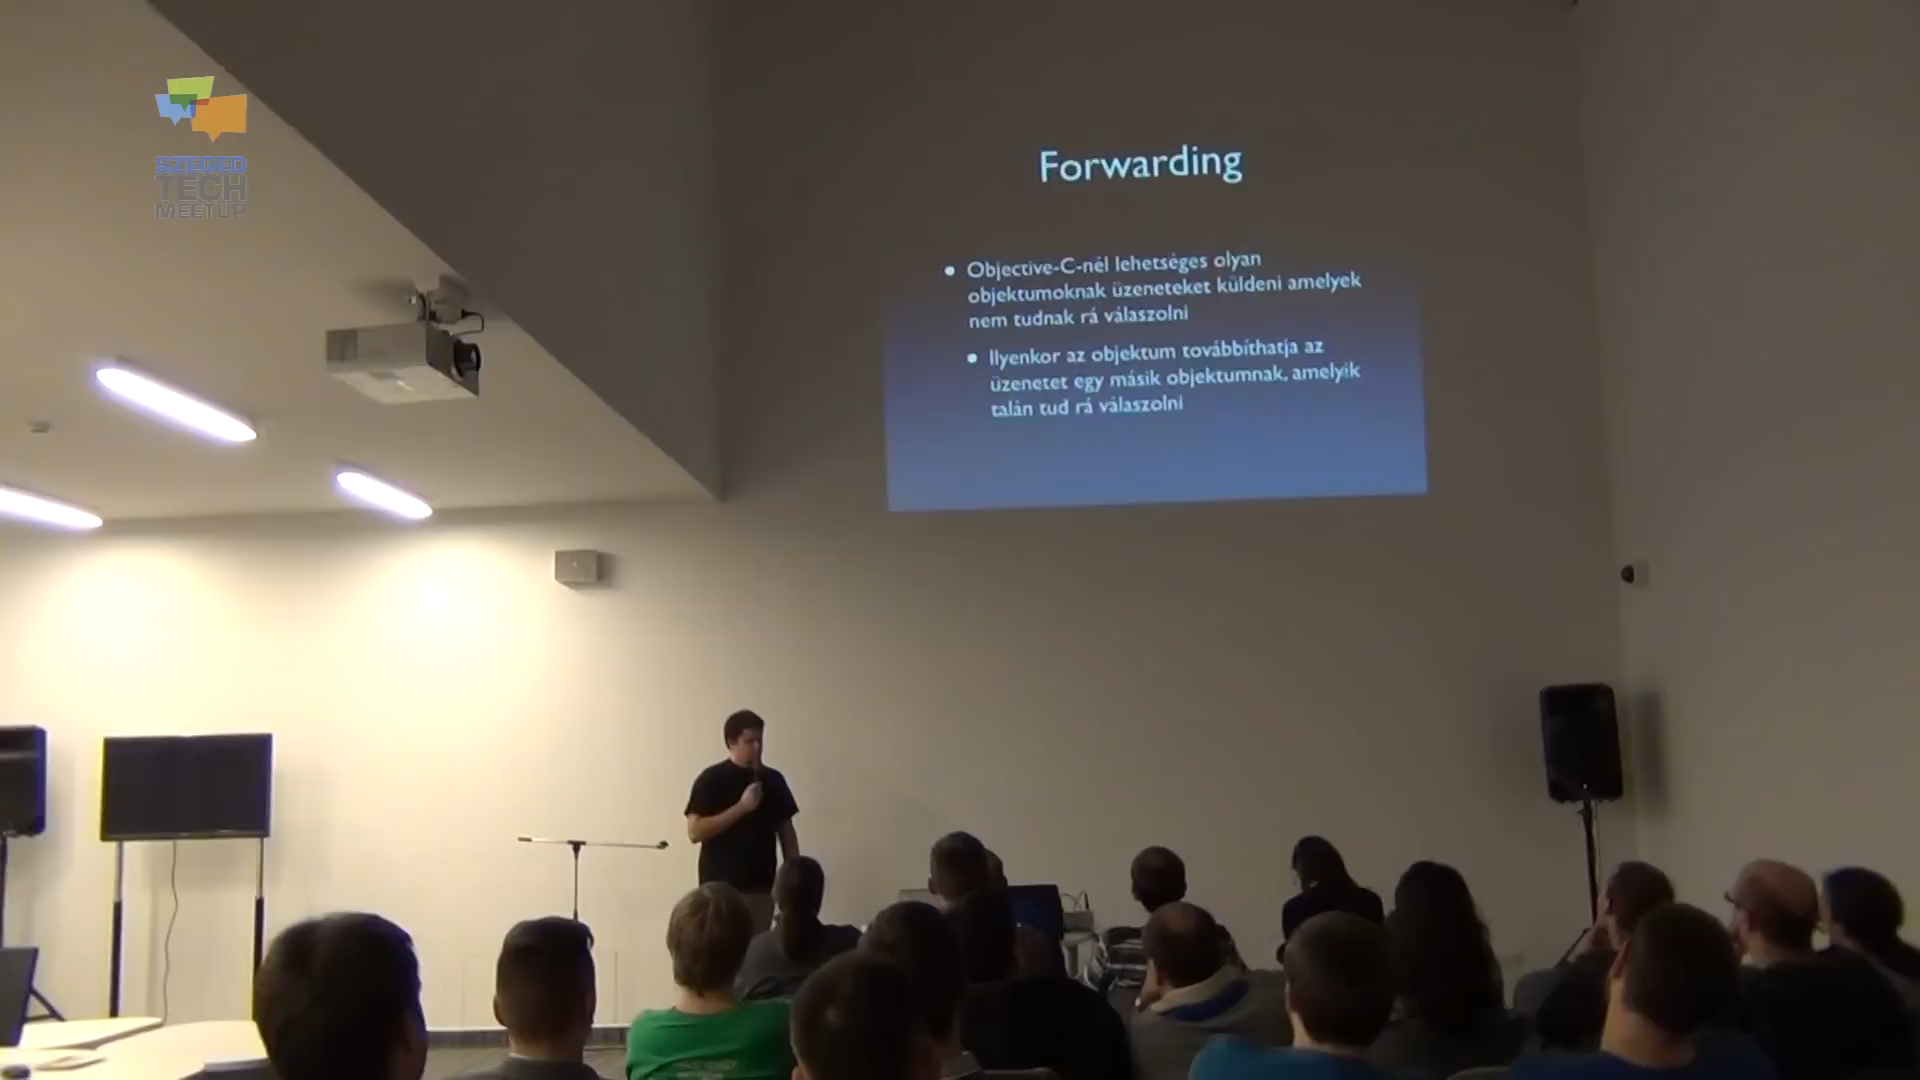 SZEGED
TECH
MEETUP
Forwarding
Objective-C-nél lehetséges olyan
objektumoknak üzeneteket küldeni amelyek
nem tudnak rá válaszolni
Ilyenkor az objektum továbbíthatja az
üzenetet egy másik objektumnak, amelyik
talán tud rá válaszolni